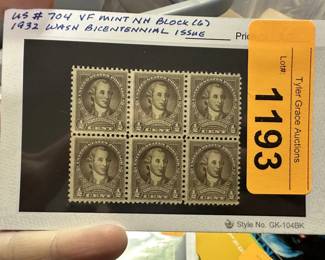 US # 704 VF MINT NH BLOCK (6)
1932 WASH BICENTENNIAL ISSUE
Price
Lot#
1193
Tyler Grace Auctions
Style No. GK-104BK